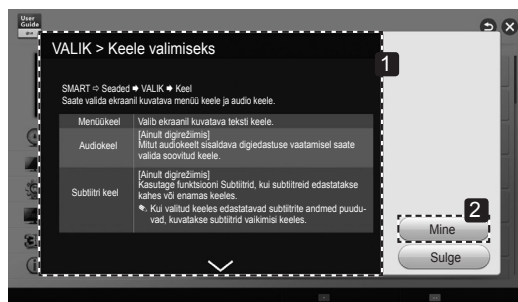 User
Guide
VALIK > Keele valimiseks
1
SMART ⇨ Seaded ➡ VALIK ➡ Keel
Saate valida ekraanil kuvatava menüü keele ja audio keele.
Menüükeel
Valib ekraanil kuvatava teksti keele.
Audiokeel
[Ainult digirežiimis]
Mitut audiokeelt sisaldava digiedastuse vaatamisel saate
valida soovitud keele.
Subtiitri keel
[Ainult digirežiimis]
Kasutage funktsiooni Subtiitrid, kui subtiitreid edastatakse
kahes või enamas keeles.
Kui valitud keeles edastatavad subtiitrite andmed puudu-
vad, kuvatakse subtiitrid vaikimisi keeles.
2
Mine
Sulge